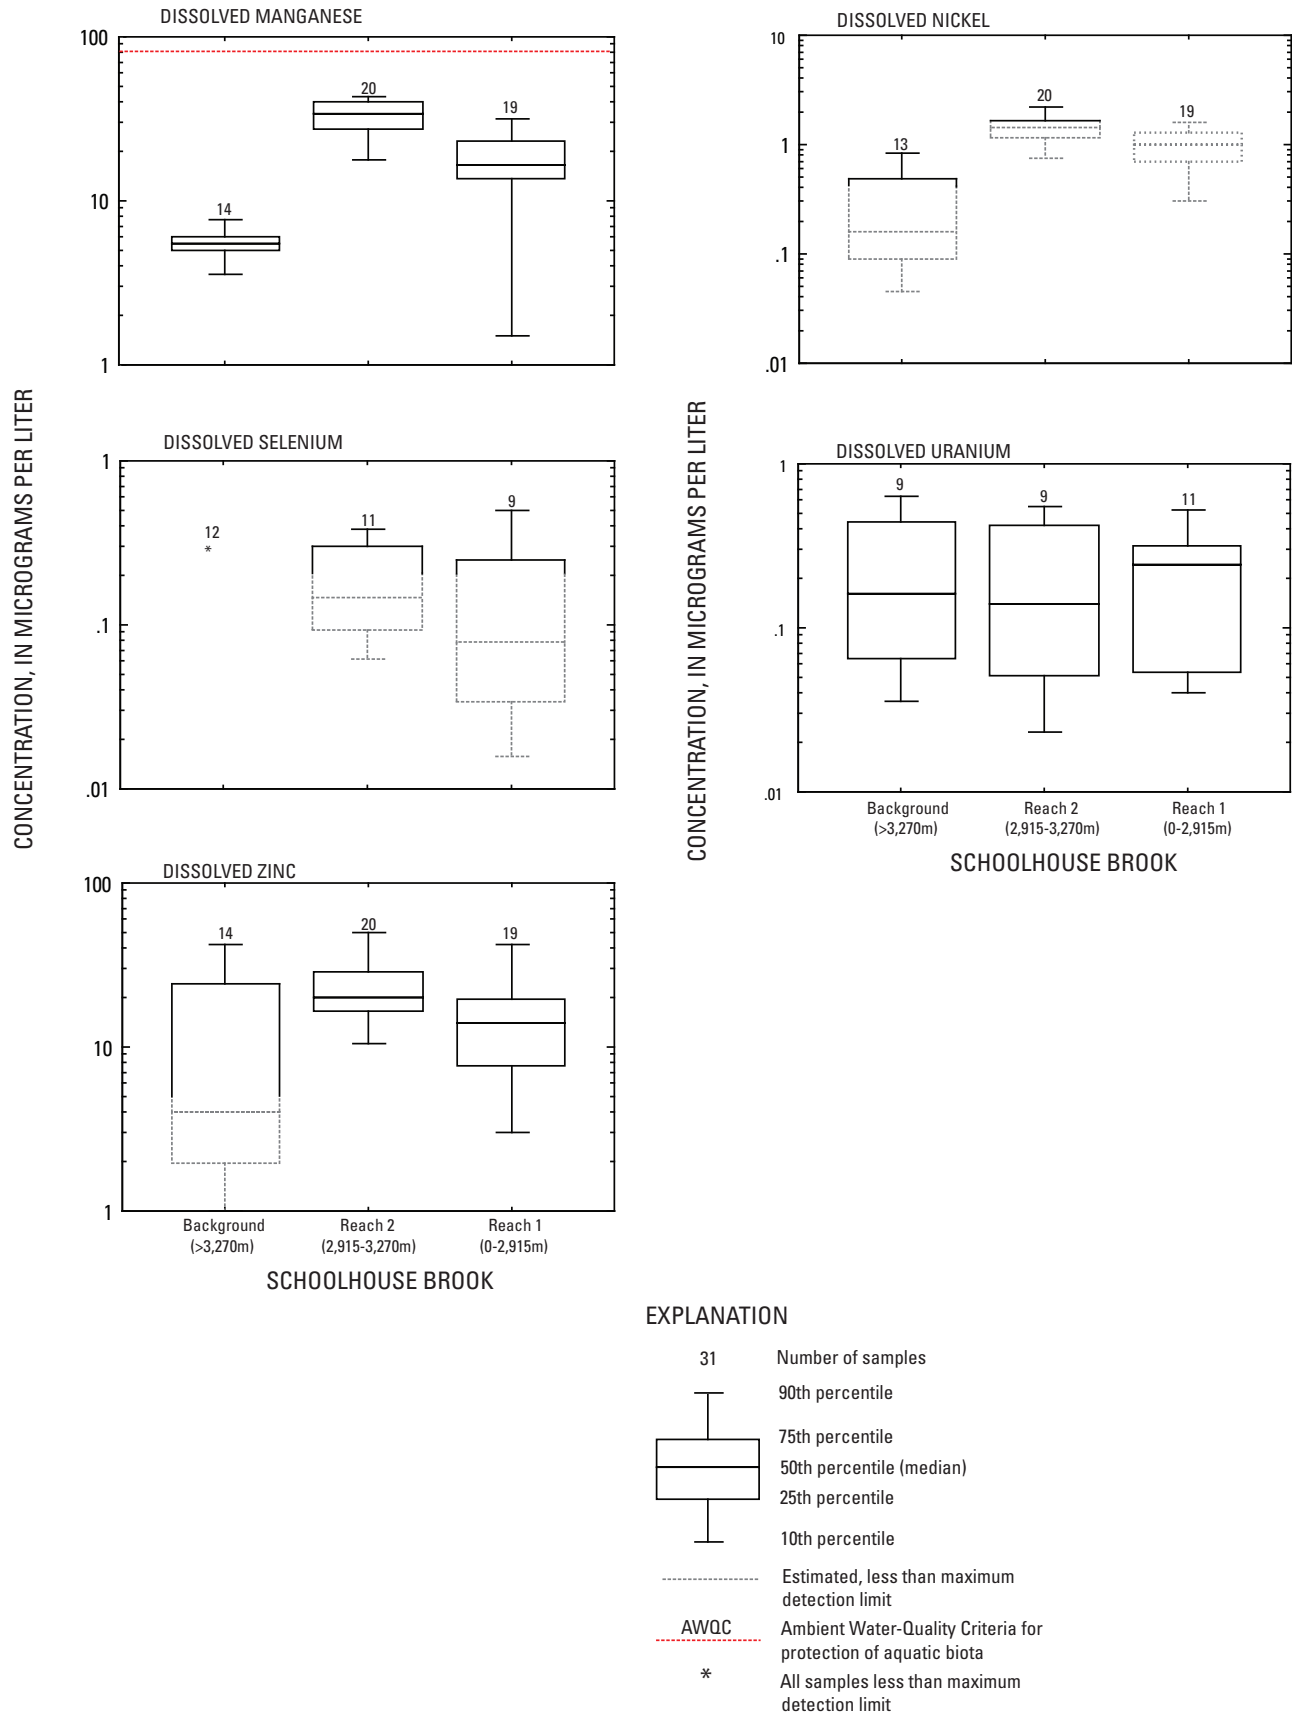 DISSOLVED MANGANESE
100
10
1
14
20
19
DISSOLVED NICKEL
10
1
.1
.01
13
20
19
CONCENTRATION, IN MICROGRAMS PER LITER
DISSOLVED SELENIUM
1
.1
.01
12
*
11
9
CONCENTRATION, IN MICROGRAMS PER LITER
DISSOLVED URANIUM
1
.1
.01
9
9
11
Background
(>3,270m)
Reach 2
(2,915-3,270m)
Reach 1
(0-2,915m)
SCHOOLHOUSE BROOK
DISSOLVED ZINC
100
10
1
14
20
19
Background
(>3,270m)
Reach 2
(2,915-3,270m)
Reach 1
(0-2,915m)
SCHOOLHOUSE BROOK
EXPLANATION
31 Number of samples
90th percentile
75th percentile
50th percentile (median)
25th percentile
10th percentile
Estimated, less than maximum
detection limit
AWQC Ambient Water-Quality Criteria for
protection of aquatic biota
* All samples less than maximum
detection limit